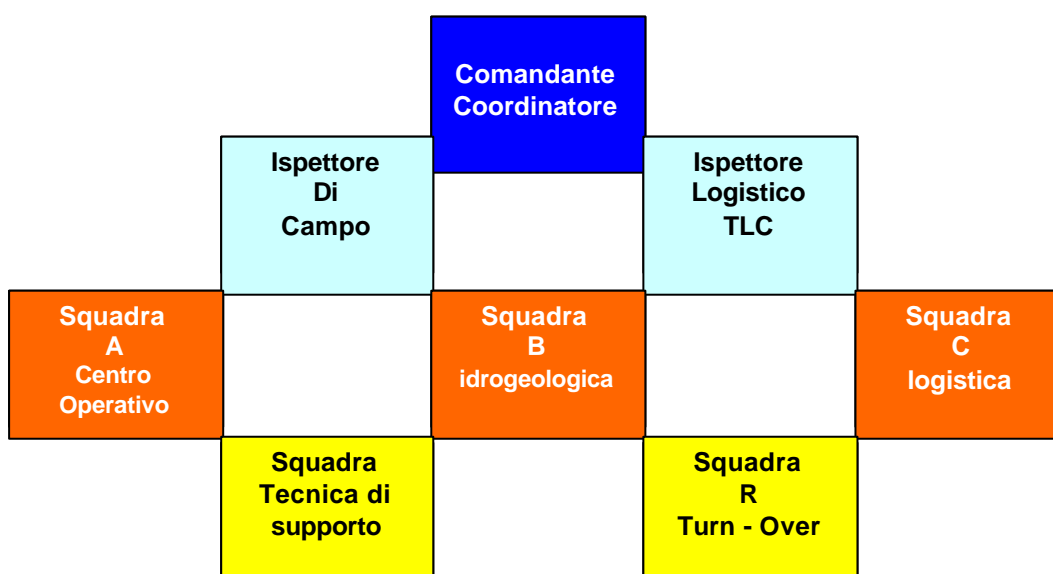 Comandante
Coordinatore
Ispettore
Di
Campo
Ispettore
Logistico
TLC
Squadra
A
Centro
Operativo
Squadra
B
idrogeologica
Squadra
C
logistica
Squadra
Tecnica di
supporto
Squadra
R
Turn - Over